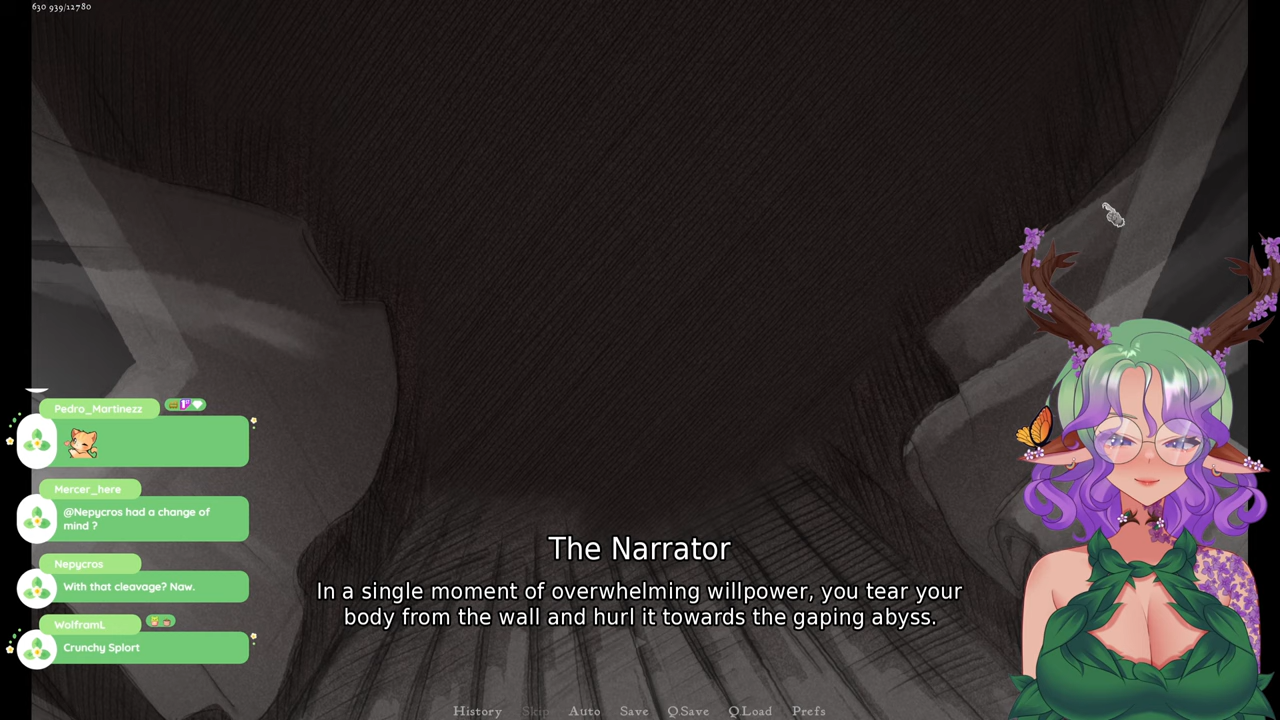 630 939/12780
Pedro_Martinezz
Mercer_here
@Nepycros had a change of
mind ?
Nepycros
With that cleavage? Naw.
WolframL
Crunchy Splort
The Narrator
In a single moment of overwhelming willpower, you tear your
body from the wall and hurl it towards the gaping abyss.
History Skip Auto Save Q.Save Q.Load Prefs